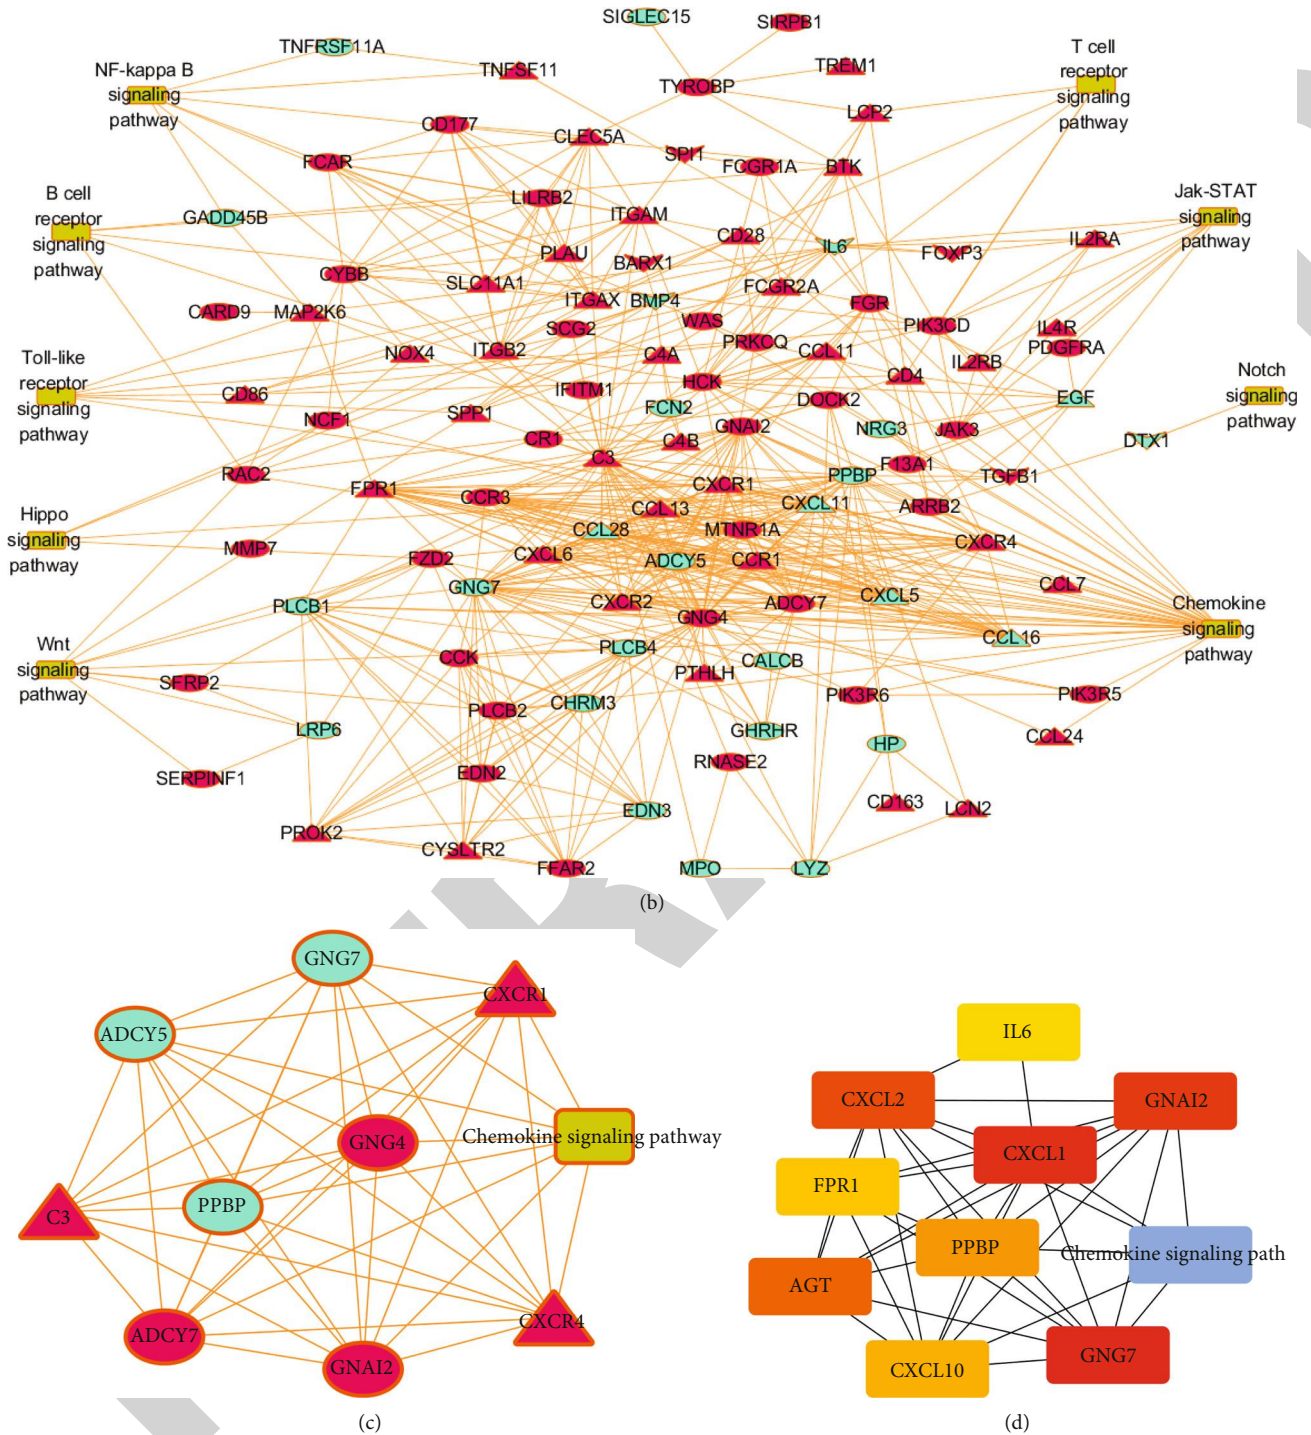 SIGLEC15
SIRPB1
TNFRSF11A
T cell
receptor
signaling
pathway
NF-kappa B
signaling
pathway
TNFSF11
TREM1
TYROBP
LCP2
CD177
CLEC5A
SPI1
FCAR
FCGR1A
BTK
B cell
receptor
signaling
pathway
LILRB2
Jak-STAT
signaling
pathway
GADD45B
ITGAM
CD28
IL6
IL2RA
PLAU
BARX1
FOXP3
CYBB
SLC11A1
FCGR2A
ITGAX
BMP4
FGR
CARD9
MAP2K6
SCG2
WAS
PIK3CD
IL4R
PRKCQ
PDGFRA
Toll-like
receptor
signaling
pathway
NOX4
ITGB2
C4A
CCL11
IL2RB
Notch
signaling
pathway
CD86
IFITM1
HCK
CD4
EGF
FCN2
DOCK2
NCF1
SPP1
GNAI2
NRG3
JAK3
CR1
C4B
DTX1
C3
F13A1
RAC2
PPBP
TGFB1
FPR1
CCR3
CXCR1
CXCL11
CCL13
ARRB2
Hippo
signaling
pathway
CCL28
MTNR1A
CXCR4
MMP7
FZD2
CXCL6
ADCY5
CCR1
GNG7
CCL7
PLCB1
CXCR2
ADCY7
CXCL5
Chemokine
signaling
pathway
GNG4
CCL16
Wnt
signaling
pathway
PLCB4
CCK
CALCB
SFRP2
PTHLH
PIK3R6
PIK3R5
PLCB2
CHRM3
LRP6
GHRHR
CCL24
HP
RNASE2
SERPINF1
EDN2
CD163
LCN2
EDN3
PROK2
CYSLTR2
FFAR2
MPO
LYZ
(b)
GNG7
CXCR1
ADCY5
GNG4
Chemokine signaling pathway
PPBP
C3
ADCY7
CXCR4
GNAI2
(c)
IL6
CXCL2
GNAI2
CXCL1
FPR1
PPBP
Chemokine signaling path
AGT
GNG7
CXCL10
(d)